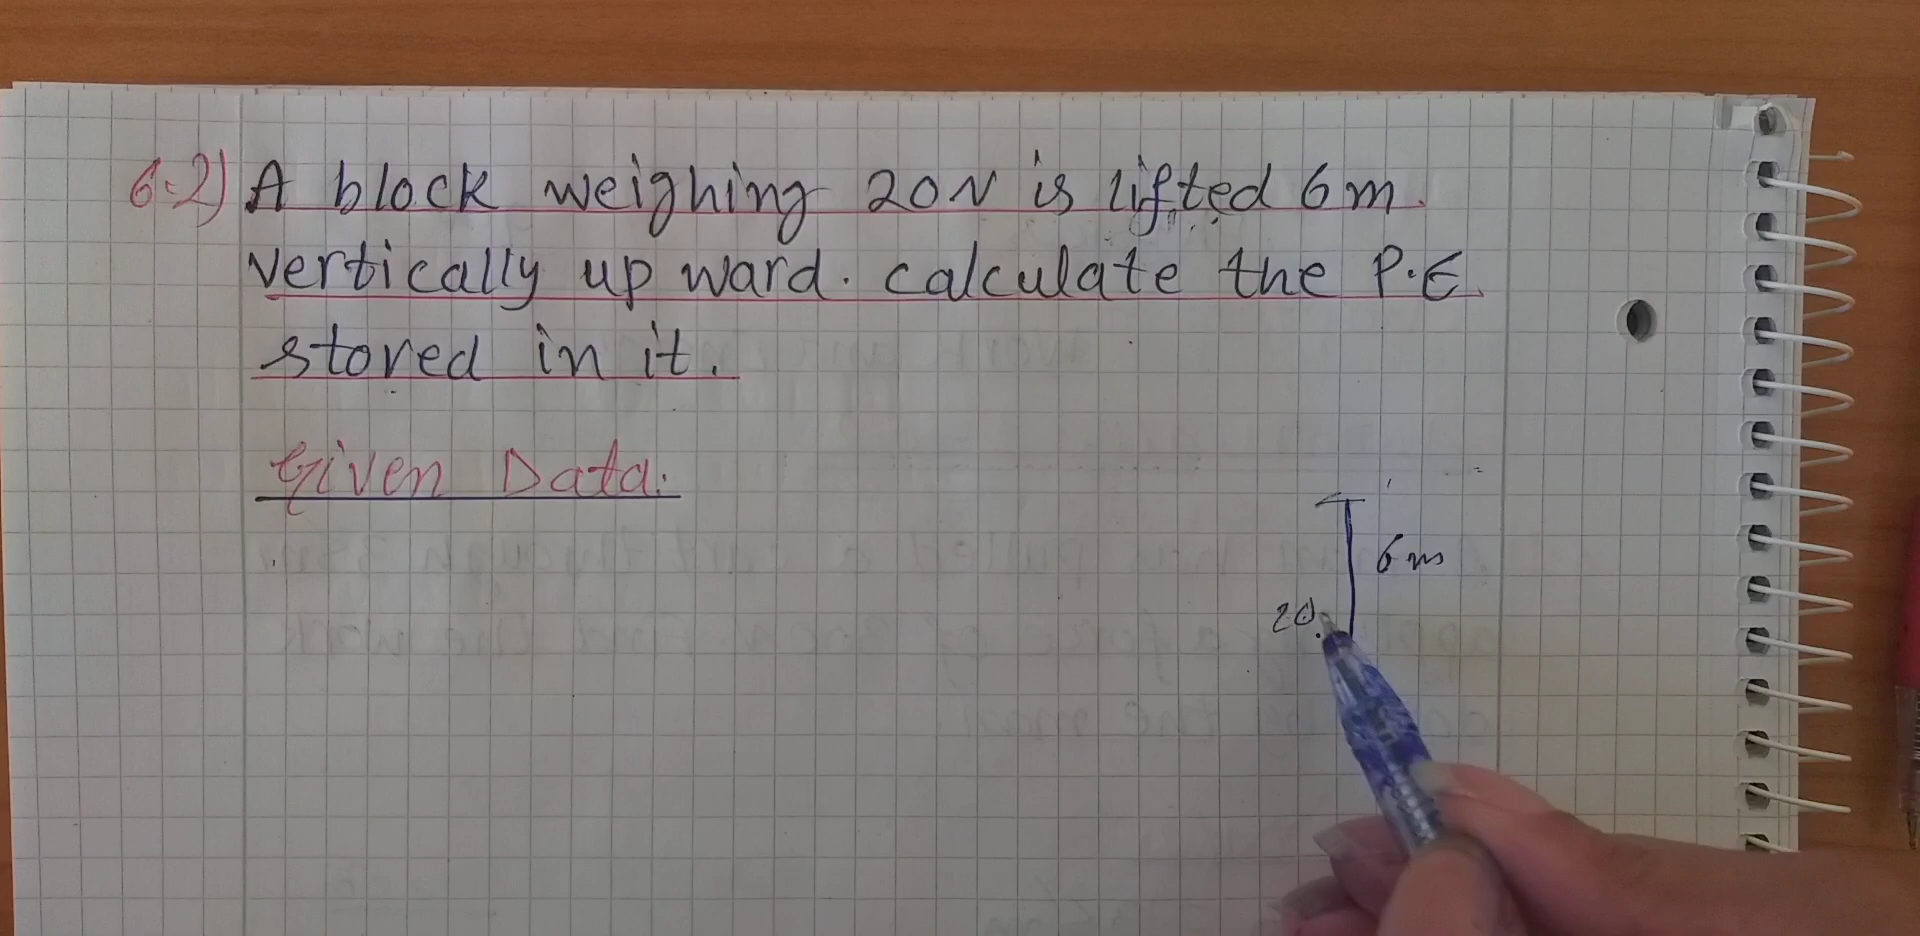 6.2) A block weighing 20N is lifted 6m.
vertically up ward. calculate the P.E.
stored in it.
Given Data:
6m
20